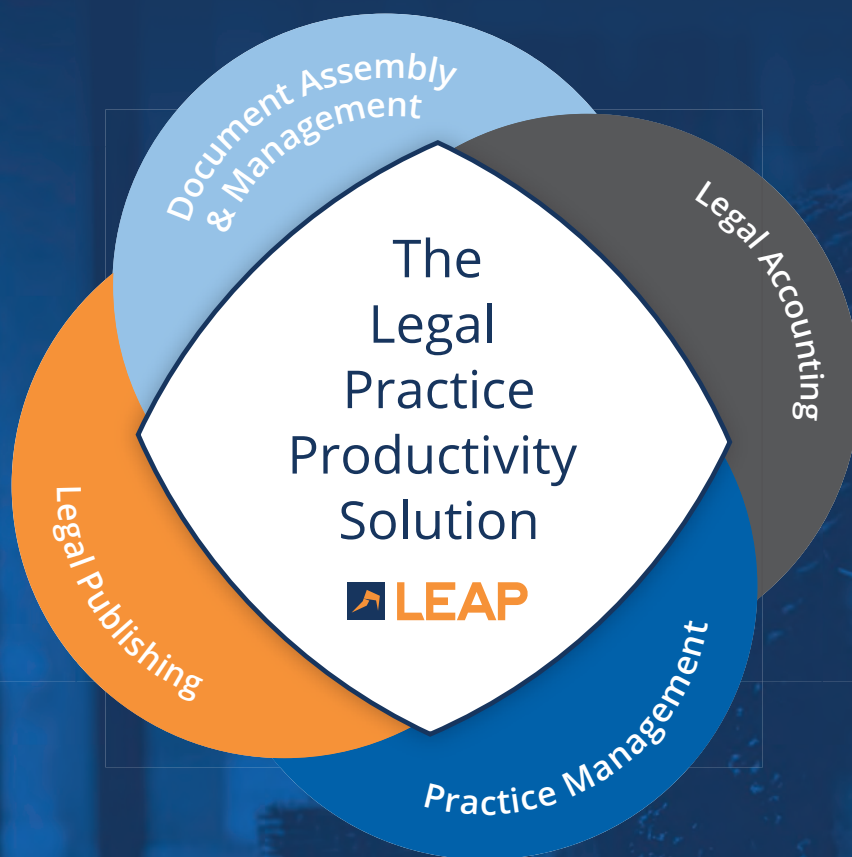 Document Assembly
& Management
Legal Accounting
The
Legal
Practice
Productivity
Solution
LEAP
Legal Publishing
Practice Management